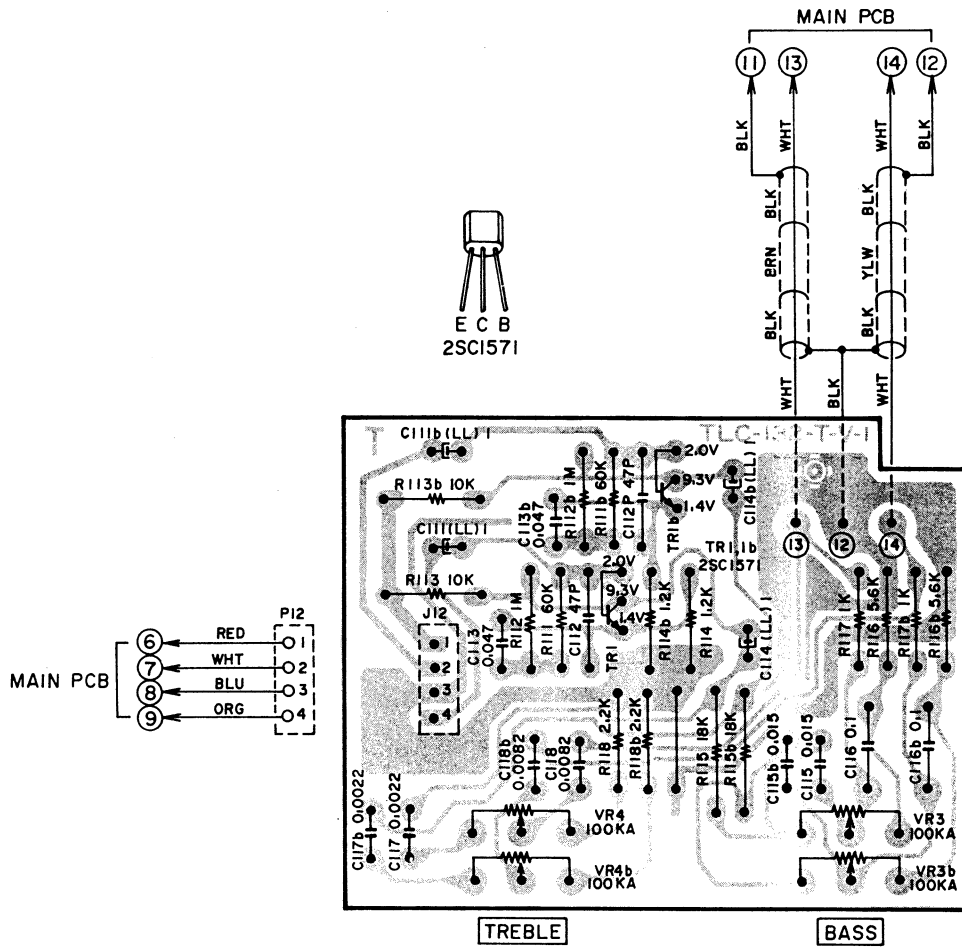 MAIN PCB
11 13 14 12
BLK WHT WHT BLK
BLK BLK
BRN YLW
BLK BLK
WHT BLK WHT
E C B
2SC1571
T
TLC-132-T-V-1
C111b(LL) 1
R113b 10K
C111(LL) 1
R113 10K
C113b 0.047
R112b 1M
R111b 60K
C112 P 47P
2.0V
9.3V
1.4V
TR1b
C114b(LL) 1
TR1,1b
2SC1571
13 12 14
J12
1
2
3
4
C113 0.047
R112 1M
R111 60K
C112 47P
2.0V
9.3V
1.4V
TR1
R114b 1.2K
R114 1.2K
C114(LL) 1
R117 1K
R116 5.6K
R117b 1K
R116b 5.6K
P12
6 RED 1
7 WHT 2
8 BLU 3
9 ORG 4
MAIN PCB
C118b 0.0082
C118 0.0082
R118 2.2K
R118b 2.2K
R115 18K
R115b 18K
C115b 0.015
C115 0.015
C116 0.1
C116b 0.1
C117b 0.0022
C117 0.0022
VR4
100KA
VR4b
100KA
VR3
100KA
VR3b
100KA
TREBLE
BASS